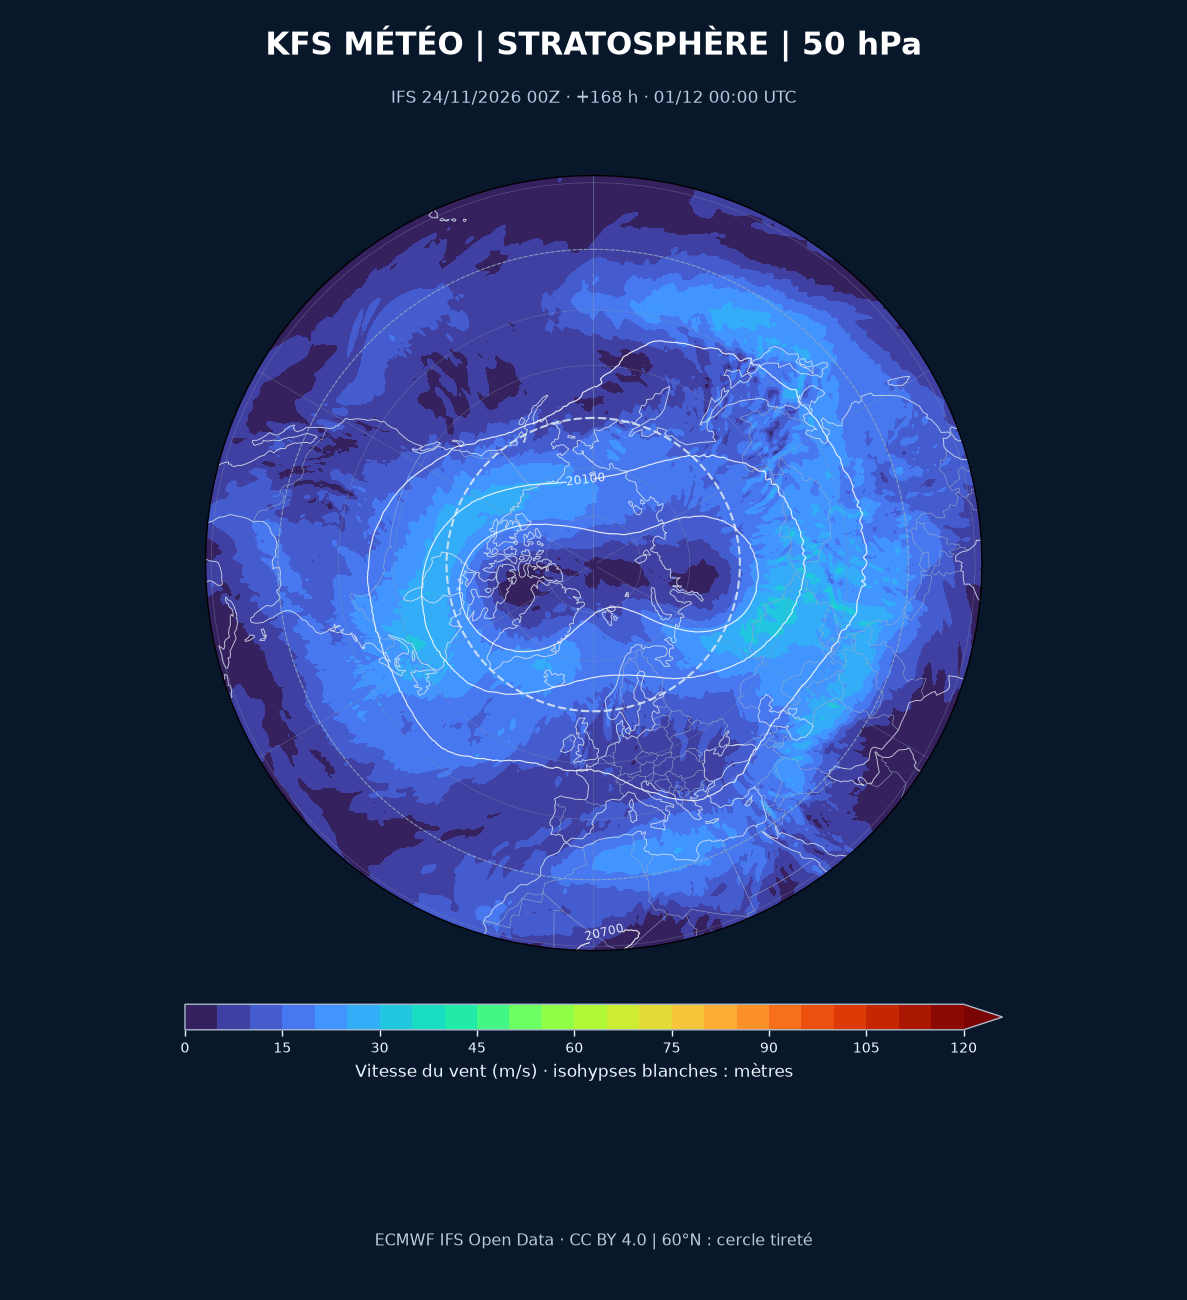 KFS MÉTÉO | STRATOSPHÈRE | 50 hPa
IFS 24/11/2026 00Z · +168 h · 01/12 00:00 UTC
20100
20700
0 15 30 45 60 75 90 105 120
Vitesse du vent (m/s) · isohypses blanches : mètres
ECMWF IFS Open Data · CC BY 4.0 | 60°N : cercle tireté